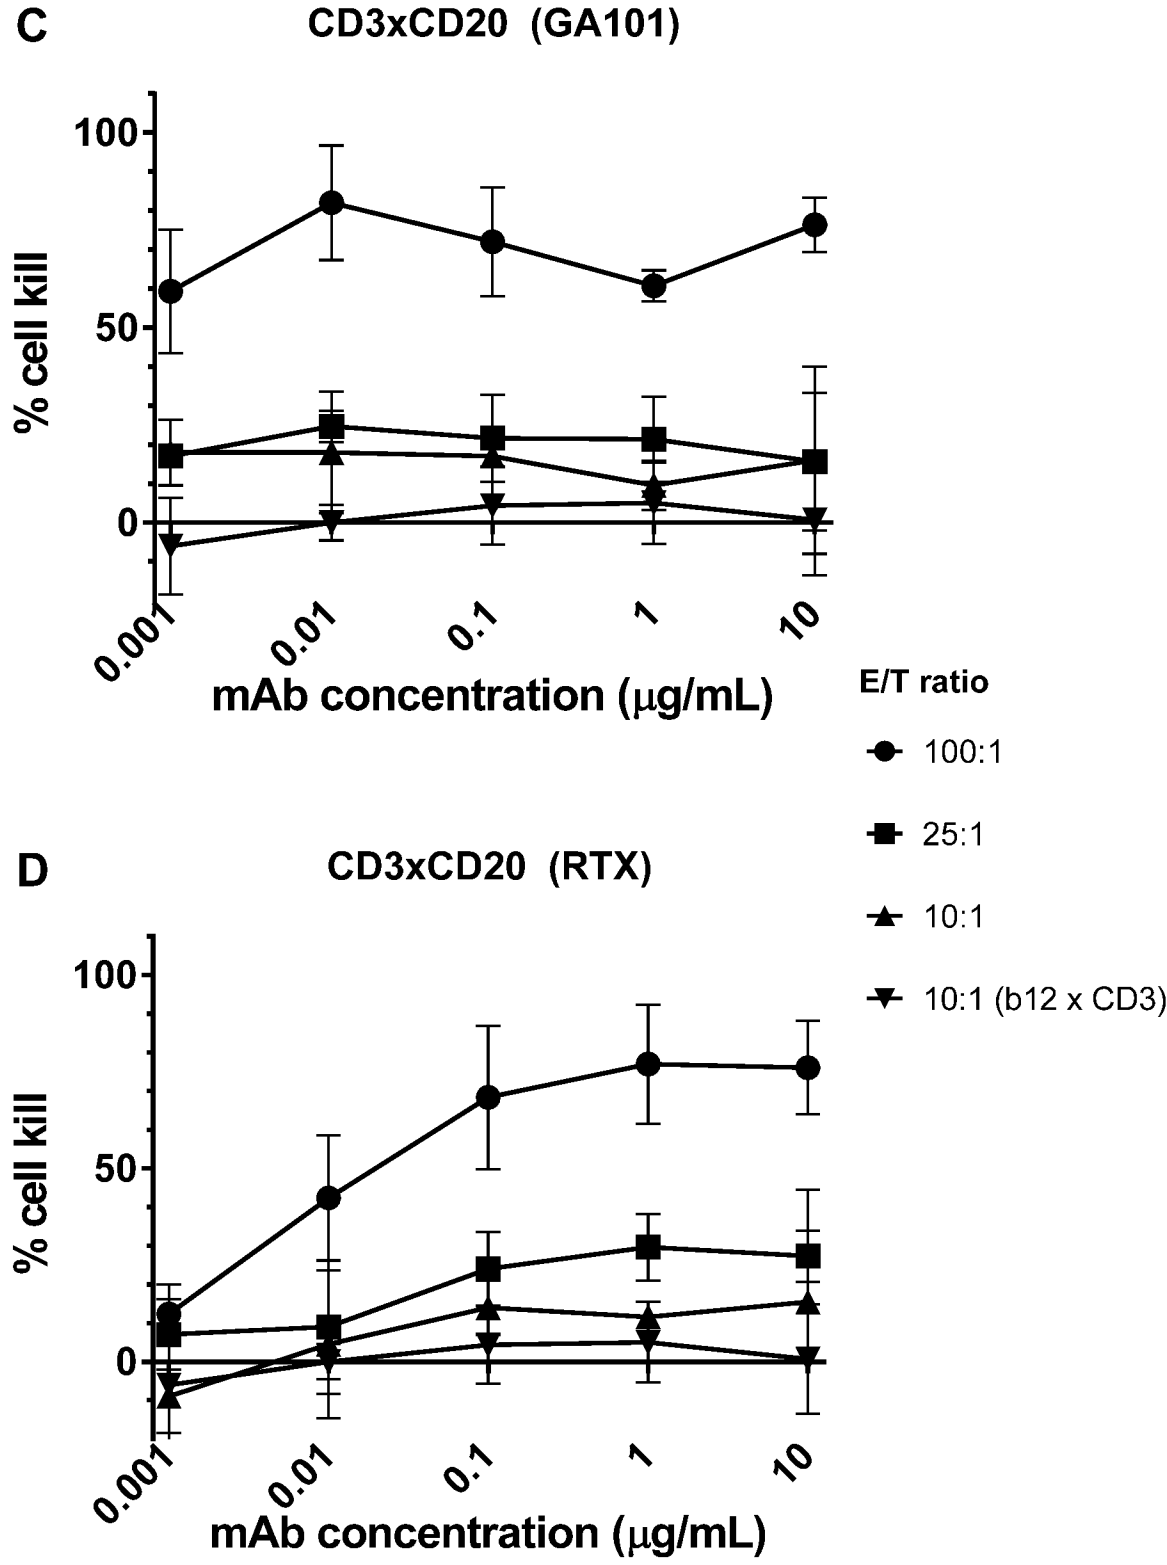 C
CD3xCD20 (GA101)
% cell kill
100
50
0
0.001
0.01
0.1
1
10
mAb concentration (μg/mL)
E/T ratio
100:1
25:1
10:1
10:1 (b12 x CD3)
D
CD3xCD20 (RTX)
% cell kill
100
50
0
0.001
0.01
0.1
1
10
mAb concentration (μg/mL)